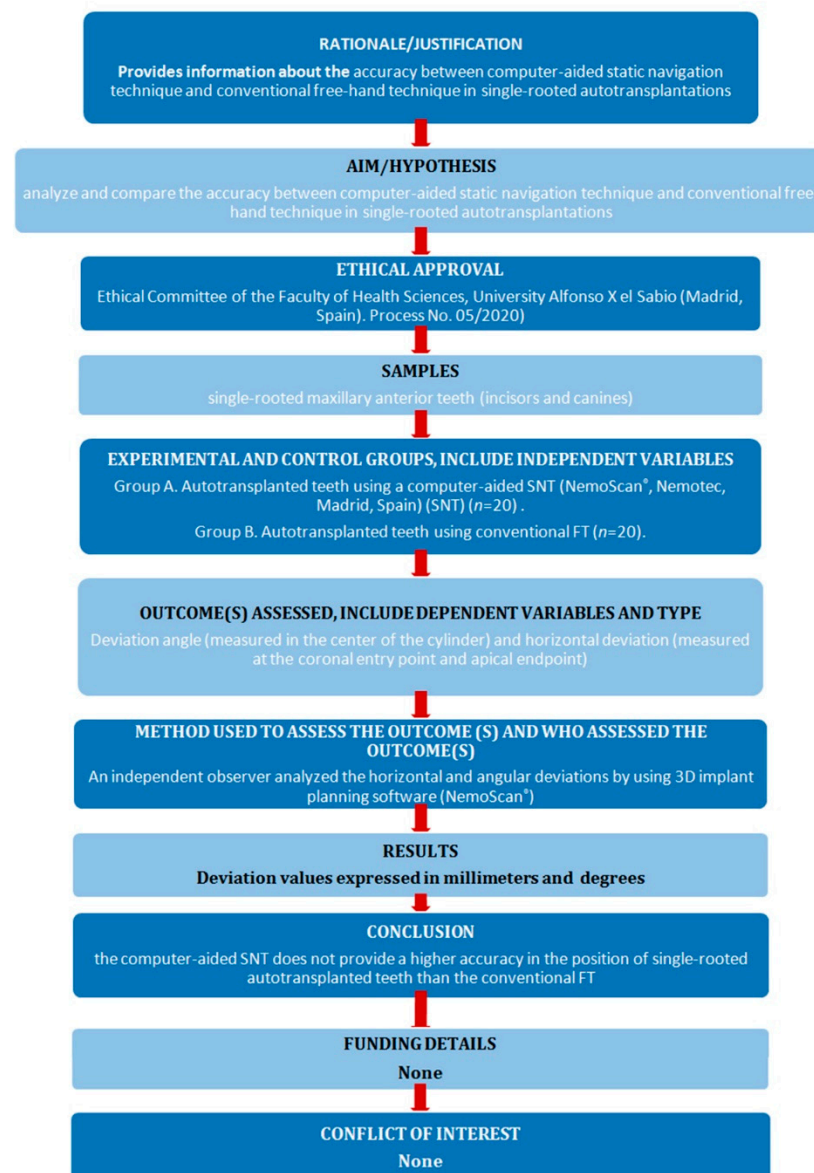 RATIONALE/JUSTIFICATION
Provides information about the accuracy between computer-aided static navigation
technique and conventional free-hand technique in single-rooted autotransplantations
AIM/HYPOTHESIS
analyze and compare the accuracy between computer-aided static navigation technique and conventional free-
hand technique in single-rooted autotransplantations
ETHICAL APPROVAL
Ethical Committee of the Faculty of Health Sciences, University Alfonso X el Sabio (Madrid,
Spain). Process No. 05/2020)
SAMPLES
single-rooted maxillary anterior teeth (incisors and canines)
EXPERIMENTAL AND CONTROL GROUPS, INCLUDE INDEPENDENT VARIABLES
Group A. Autotransplanted teeth using a computer-aided SNT (NemoScan®, Nemotec,
Madrid, Spain) (SNT) (n=20) .
Group B. Autotransplanted teeth using conventional FT (n=20).
OUTCOME(S) ASSESSED, INCLUDE DEPENDENT VARIABLES AND TYPE
Deviation angle (measured in the center of the cylinder) and horizontal deviation (measured
at the coronal entry point and apical endpoint)
METHOD USED TO ASSESS THE OUTCOME (S) AND WHO ASSESSED THE
OUTCOME(S)
An independent observer analyzed the horizontal and angular deviations by using 3D implant
planning software (NemoScan®)
RESULTS
Deviation values expressed in millimeters and degrees
CONCLUSION
the computer-aided SNT does not provide a higher accuracy in the position of single-rooted
autotransplanted teeth than the conventional FT
FUNDING DETAILS
None
CONFLICT OF INTEREST
None